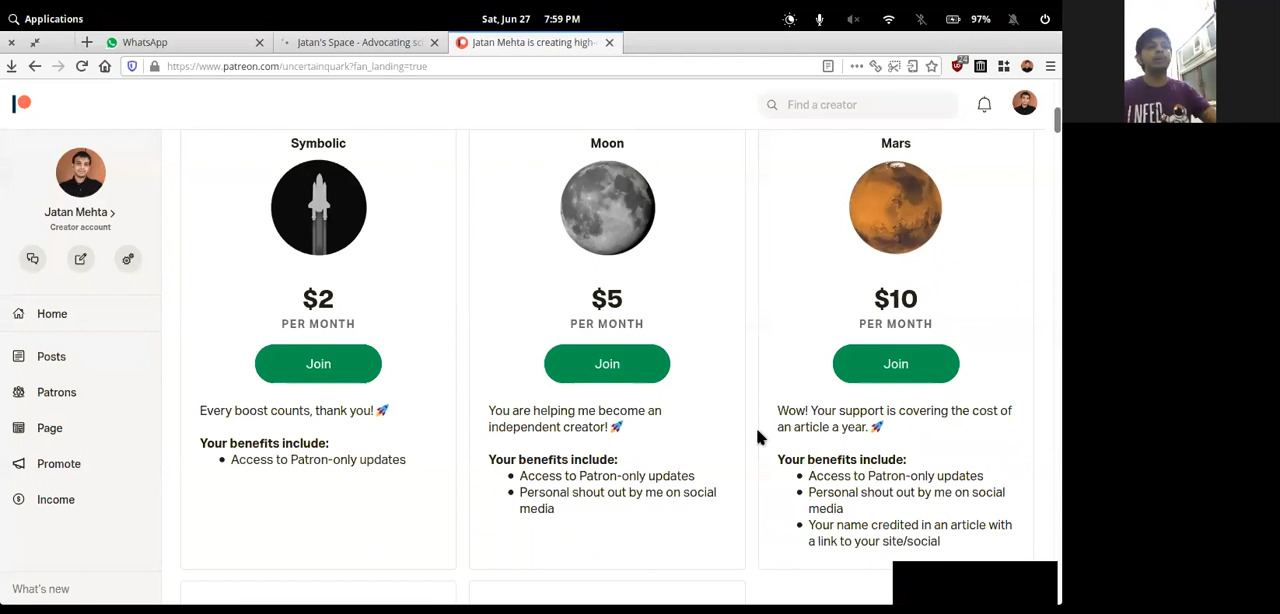 Applications
Sat, Jun 27 7:59 PM
97%
WhatsApp
Jatan's Space - Advocating sci
Jatan Mehta is creating high-
https://www.patreon.com/uncertainquark?fan_landing=true
24
Find a creator
Jatan Mehta
Creator account
Home
Posts
Patrons
Page
Promote
Income
What's new
Symbolic
$2
PER MONTH
Join
Every boost counts, thank you! 🚀
Your benefits include:
• Access to Patron-only updates
Moon
$5
PER MONTH
Join
You are helping me become an
independent creator! 🚀
Your benefits include:
• Access to Patron-only updates
• Personal shout out by me on social
media
Mars
$10
PER MONTH
Join
Wow! Your support is covering the cost of
an article a year. 🚀
Your benefits include:
• Access to Patron-only updates
• Personal shout out by me on social
media
• Your name credited in an article with
a link to your site/social
I NEED